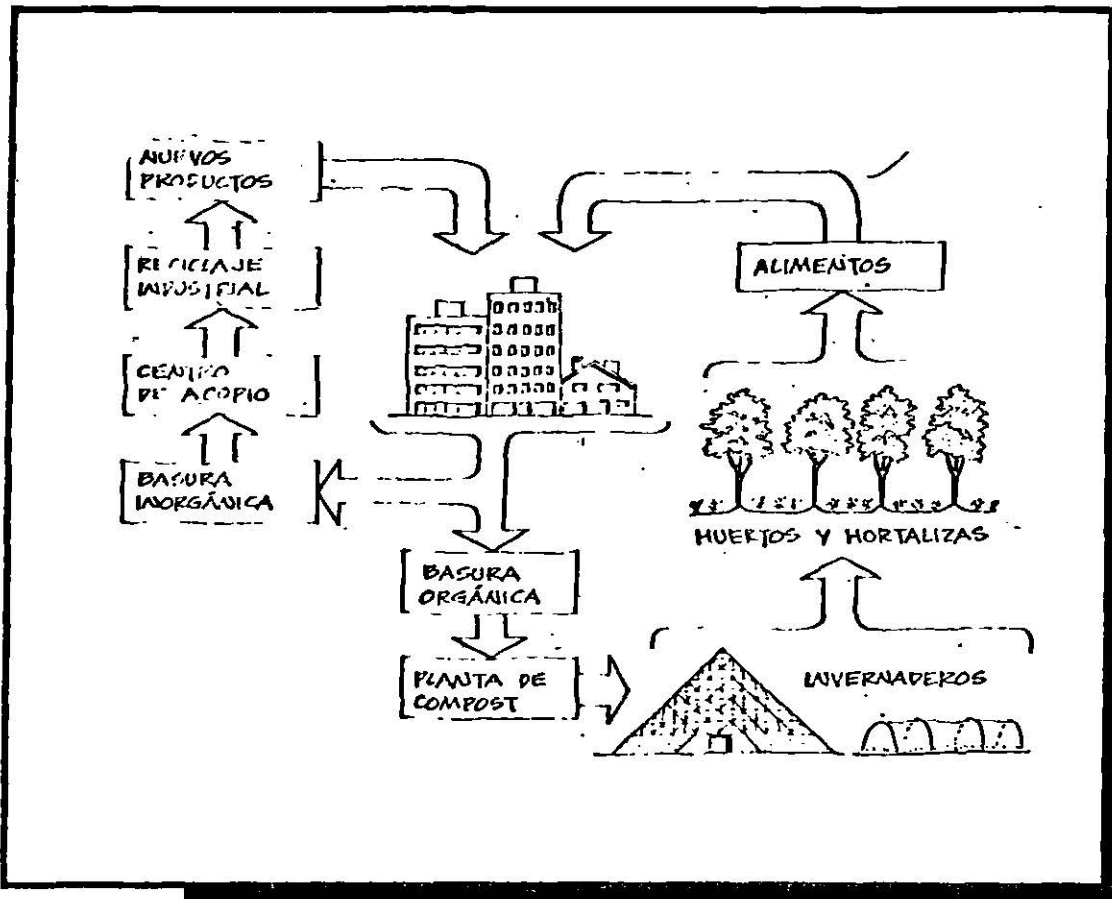 NUEVOS
PRODUCTOS
RECICLAJE
INDUSTRIAL
CENTRO
DE ACOPIO
BASURA
INORGÁNICA
BASURA
ORGÁNICA
PLANTA DE
COMPOST
ALIMENTOS
HUERTOS Y HORTALIZAS
INVERNADEROS